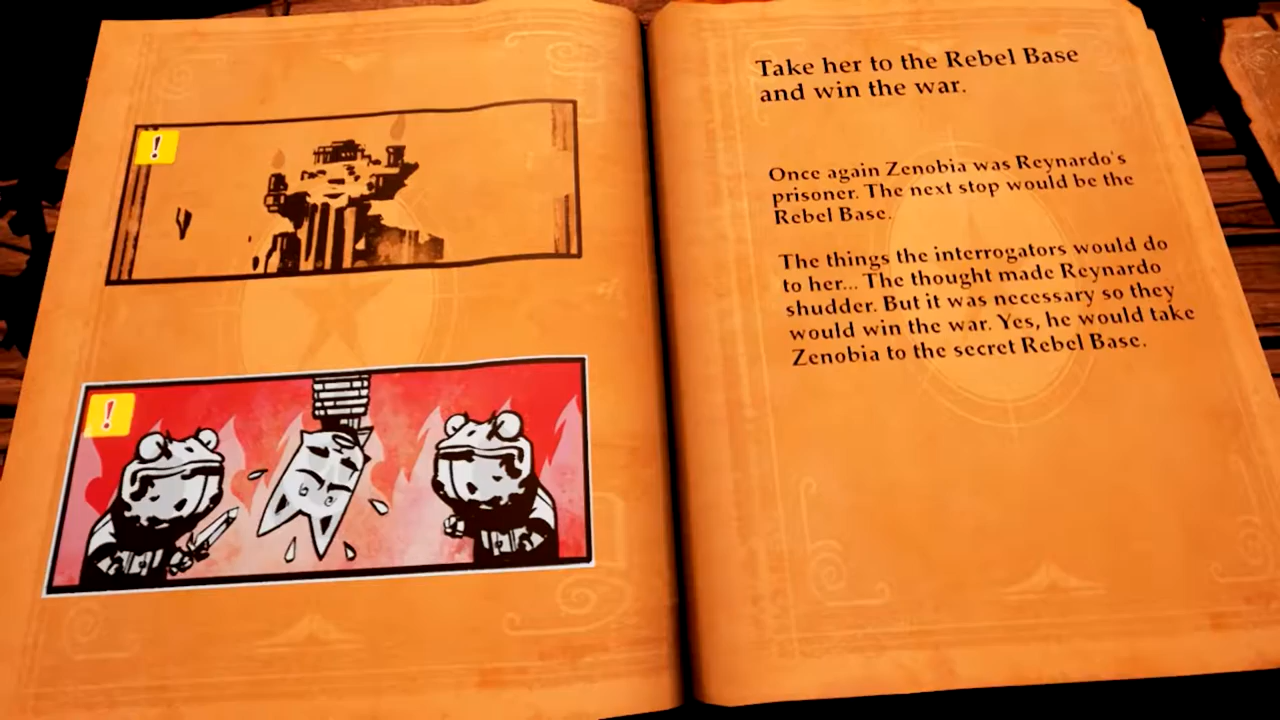 !
!
Take her to the Rebel Base
and win the war.
Once again Zenobia was Reynardo's
prisoner. The next stop would be the
Rebel Base.
The things the interrogators would do
to her... The thought made Reynardo
shudder. But it was necessary so they
would win the war. Yes, he would take
Zenobia to the secret Rebel Base.